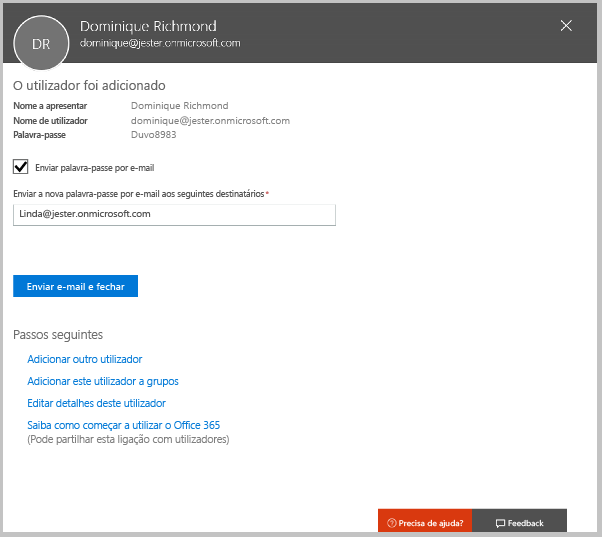 DR
Dominique Richmond
dominique@jester.onmicrosoft.com
O utilizador foi adicionado
Nome a apresentar Dominique Richmond
Nome de utilizador dominique@jester.onmicrosoft.com
Palavra-passe Duvo8983
Enviar palavra-passe por e-mail
Enviar a nova palavra-passe por e-mail aos seguintes destinatários*
Linda@jester.onmicrosoft.com
Enviar e-mail e fechar
Passos seguintes
Adicionar outro utilizador
Adicionar este utilizador a grupos
Editar detalhes deste utilizador
Saiba como começar a utilizar o Office 365
(Pode partilhar esta ligação com utilizadores)
Precisa de ajuda? Feedback